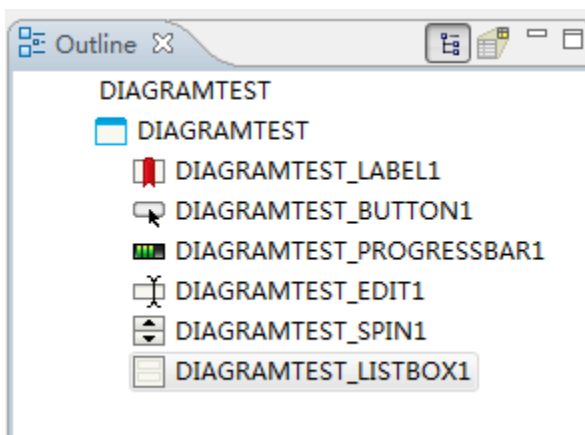 Outline
DIAGRAMTEST
DIAGRAMTEST
DIAGRAMTEST_LABEL1
DIAGRAMTEST_BUTTON1
DIAGRAMTEST_PROGRESSBAR1
DIAGRAMTEST_EDIT1
DIAGRAMTEST_SPIN1
DIAGRAMTEST_LISTBOX1